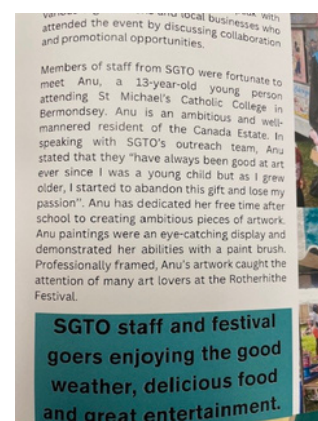 and local businesses who
attended the event by discussing collaboration
and promotional opportunities.
Members of staff from SGTO were fortunate to
meet Anu, a 13-year-old young person
attending St Michael's Catholic College in
Bermondsey. Anu is an ambitious and well-
mannered resident of the Canada Estate. In
speaking with SGTO's outreach team, Anu
stated that they "have always been good at art
ever since I was a young child but as I grew
older, I started to abandon this gift and lose my
passion". Anu has dedicated her free time after
school to creating ambitious pieces of artwork.
Anu paintings were an eye-catching display and
demonstrated her abilities with a paint brush.
Professionally framed, Anu's artwork caught the
attention of many art lovers at the Rotherhithe
Festival.
SGTO staff and festival
goers enjoying the good
weather, delicious food
and great entertainment.